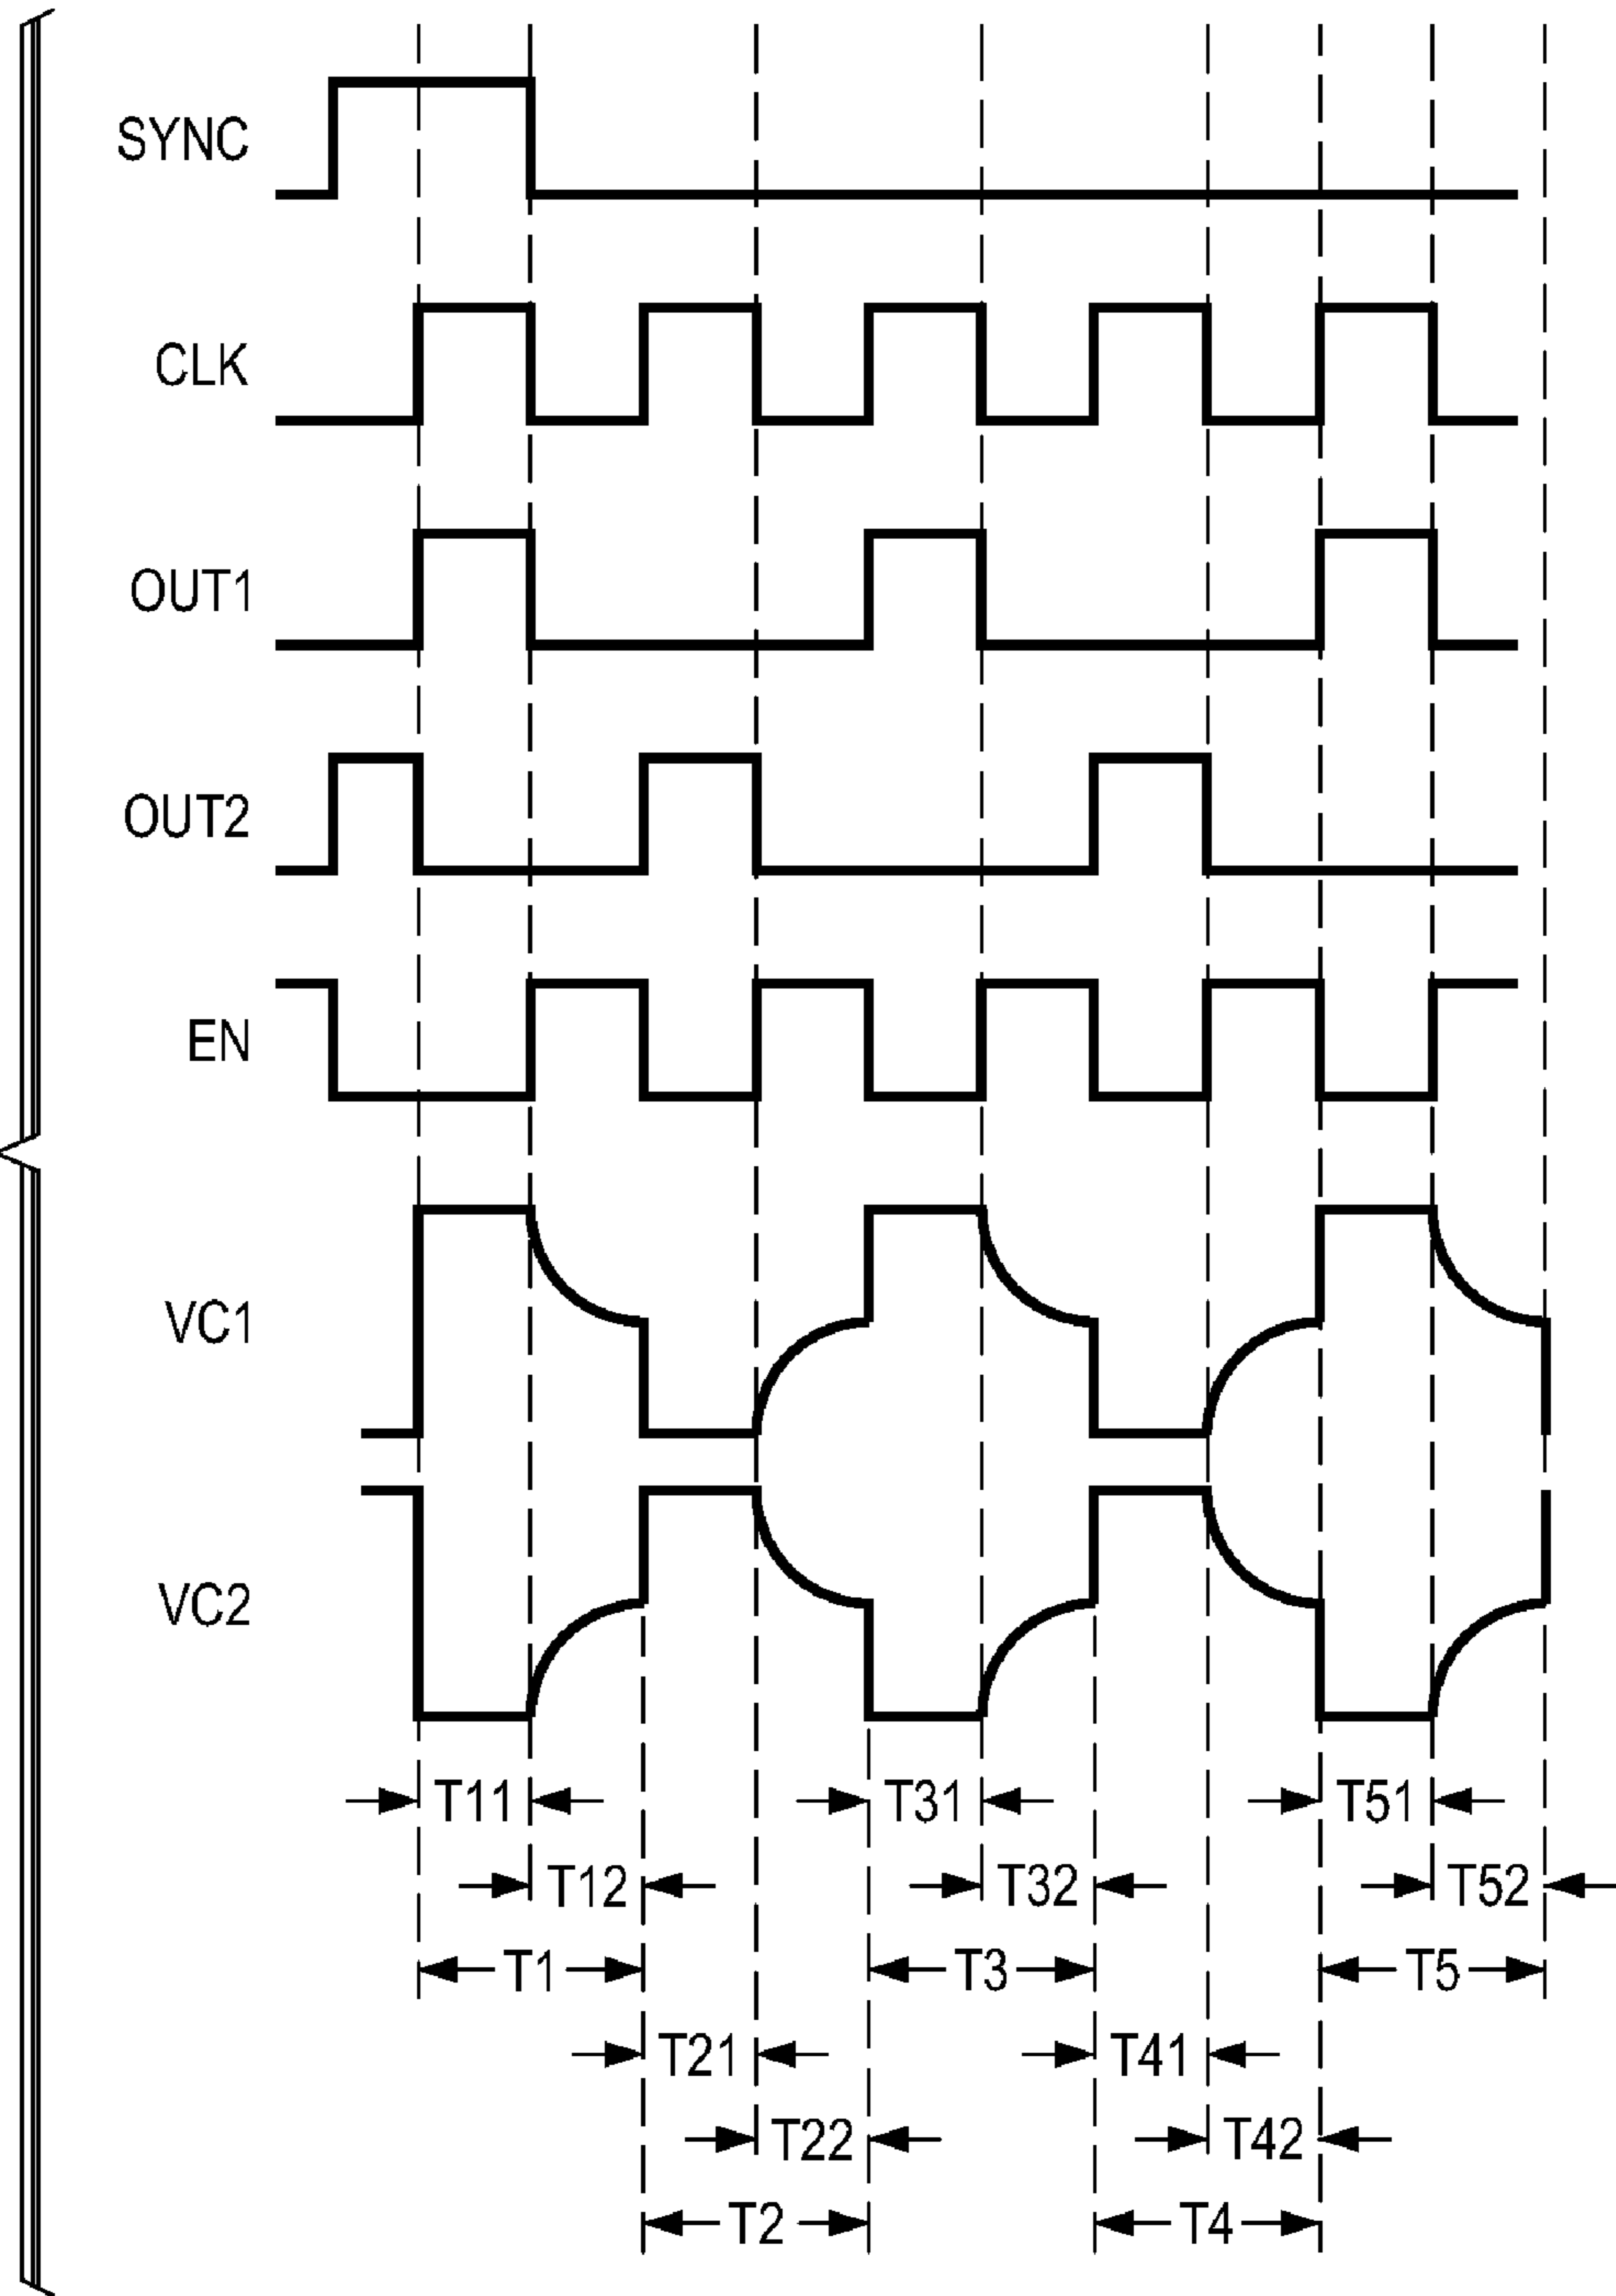 SYNC
CLK
OUT1
OUT2
EN
VC1
VC2
T11 T31 T51
T12 T32 T52
T1 T3 T5
T21 T41
T22 T42
T2 T4